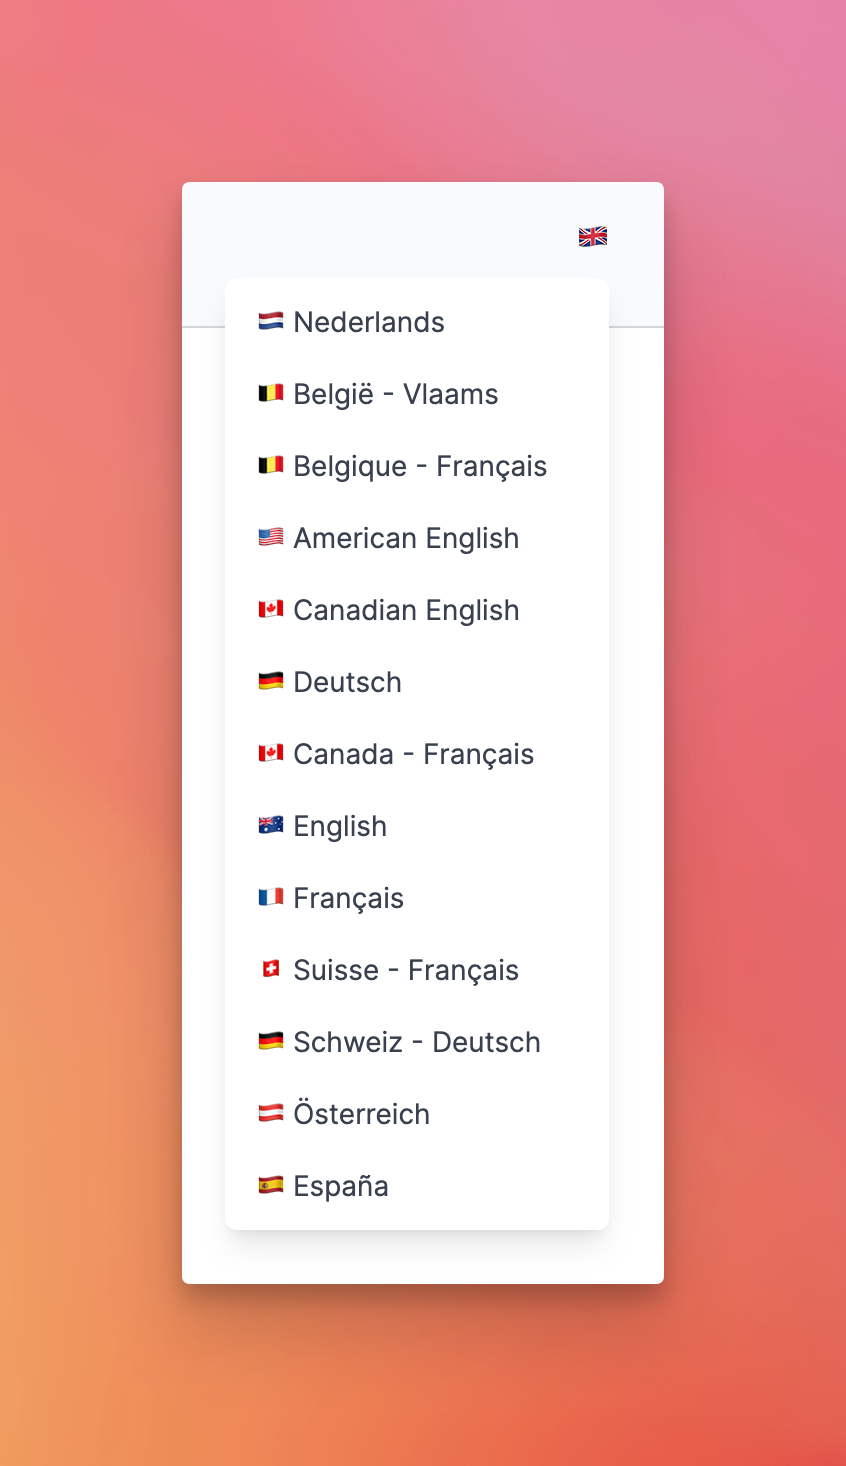 Nederlands
België - Vlaams
Belgique - Français
American English
Canadian English
Deutsch
Canada - Français
English
Français
Suisse - Français
Schweiz - Deutsch
Österreich
España